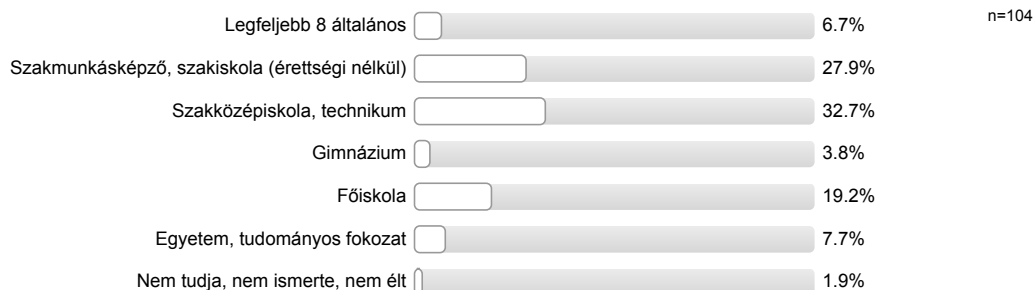 Legfeljebb 8 általános 6.7% n=104
Szakmunkásképző, szakiskola (érettségi nélkül) 27.9%
Szakközépiskola, technikum 32.7%
Gimnázium 3.8%
Főiskola 19.2%
Egyetem, tudományos fokozat 7.7%
Nem tudja, nem ismerte, nem élt 1.9%